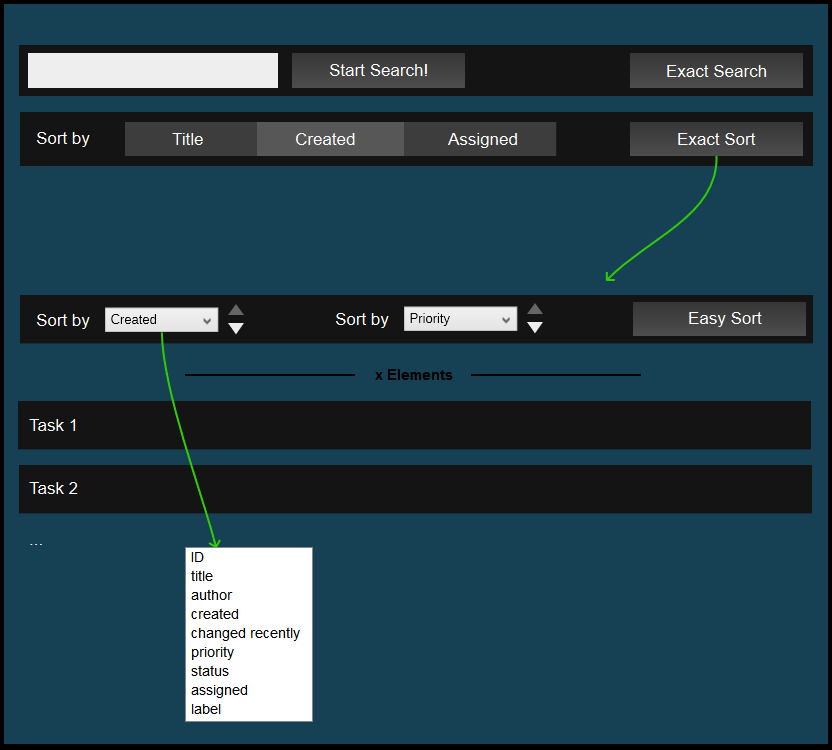 Start Search! Exact Search
Sort by Title Created Assigned Exact Sort
Sort by Created Sort by Priority Easy Sort
x Elements
Task 1
Task 2
...
ID
title
author
created
changed recently
priority
status
assigned
label